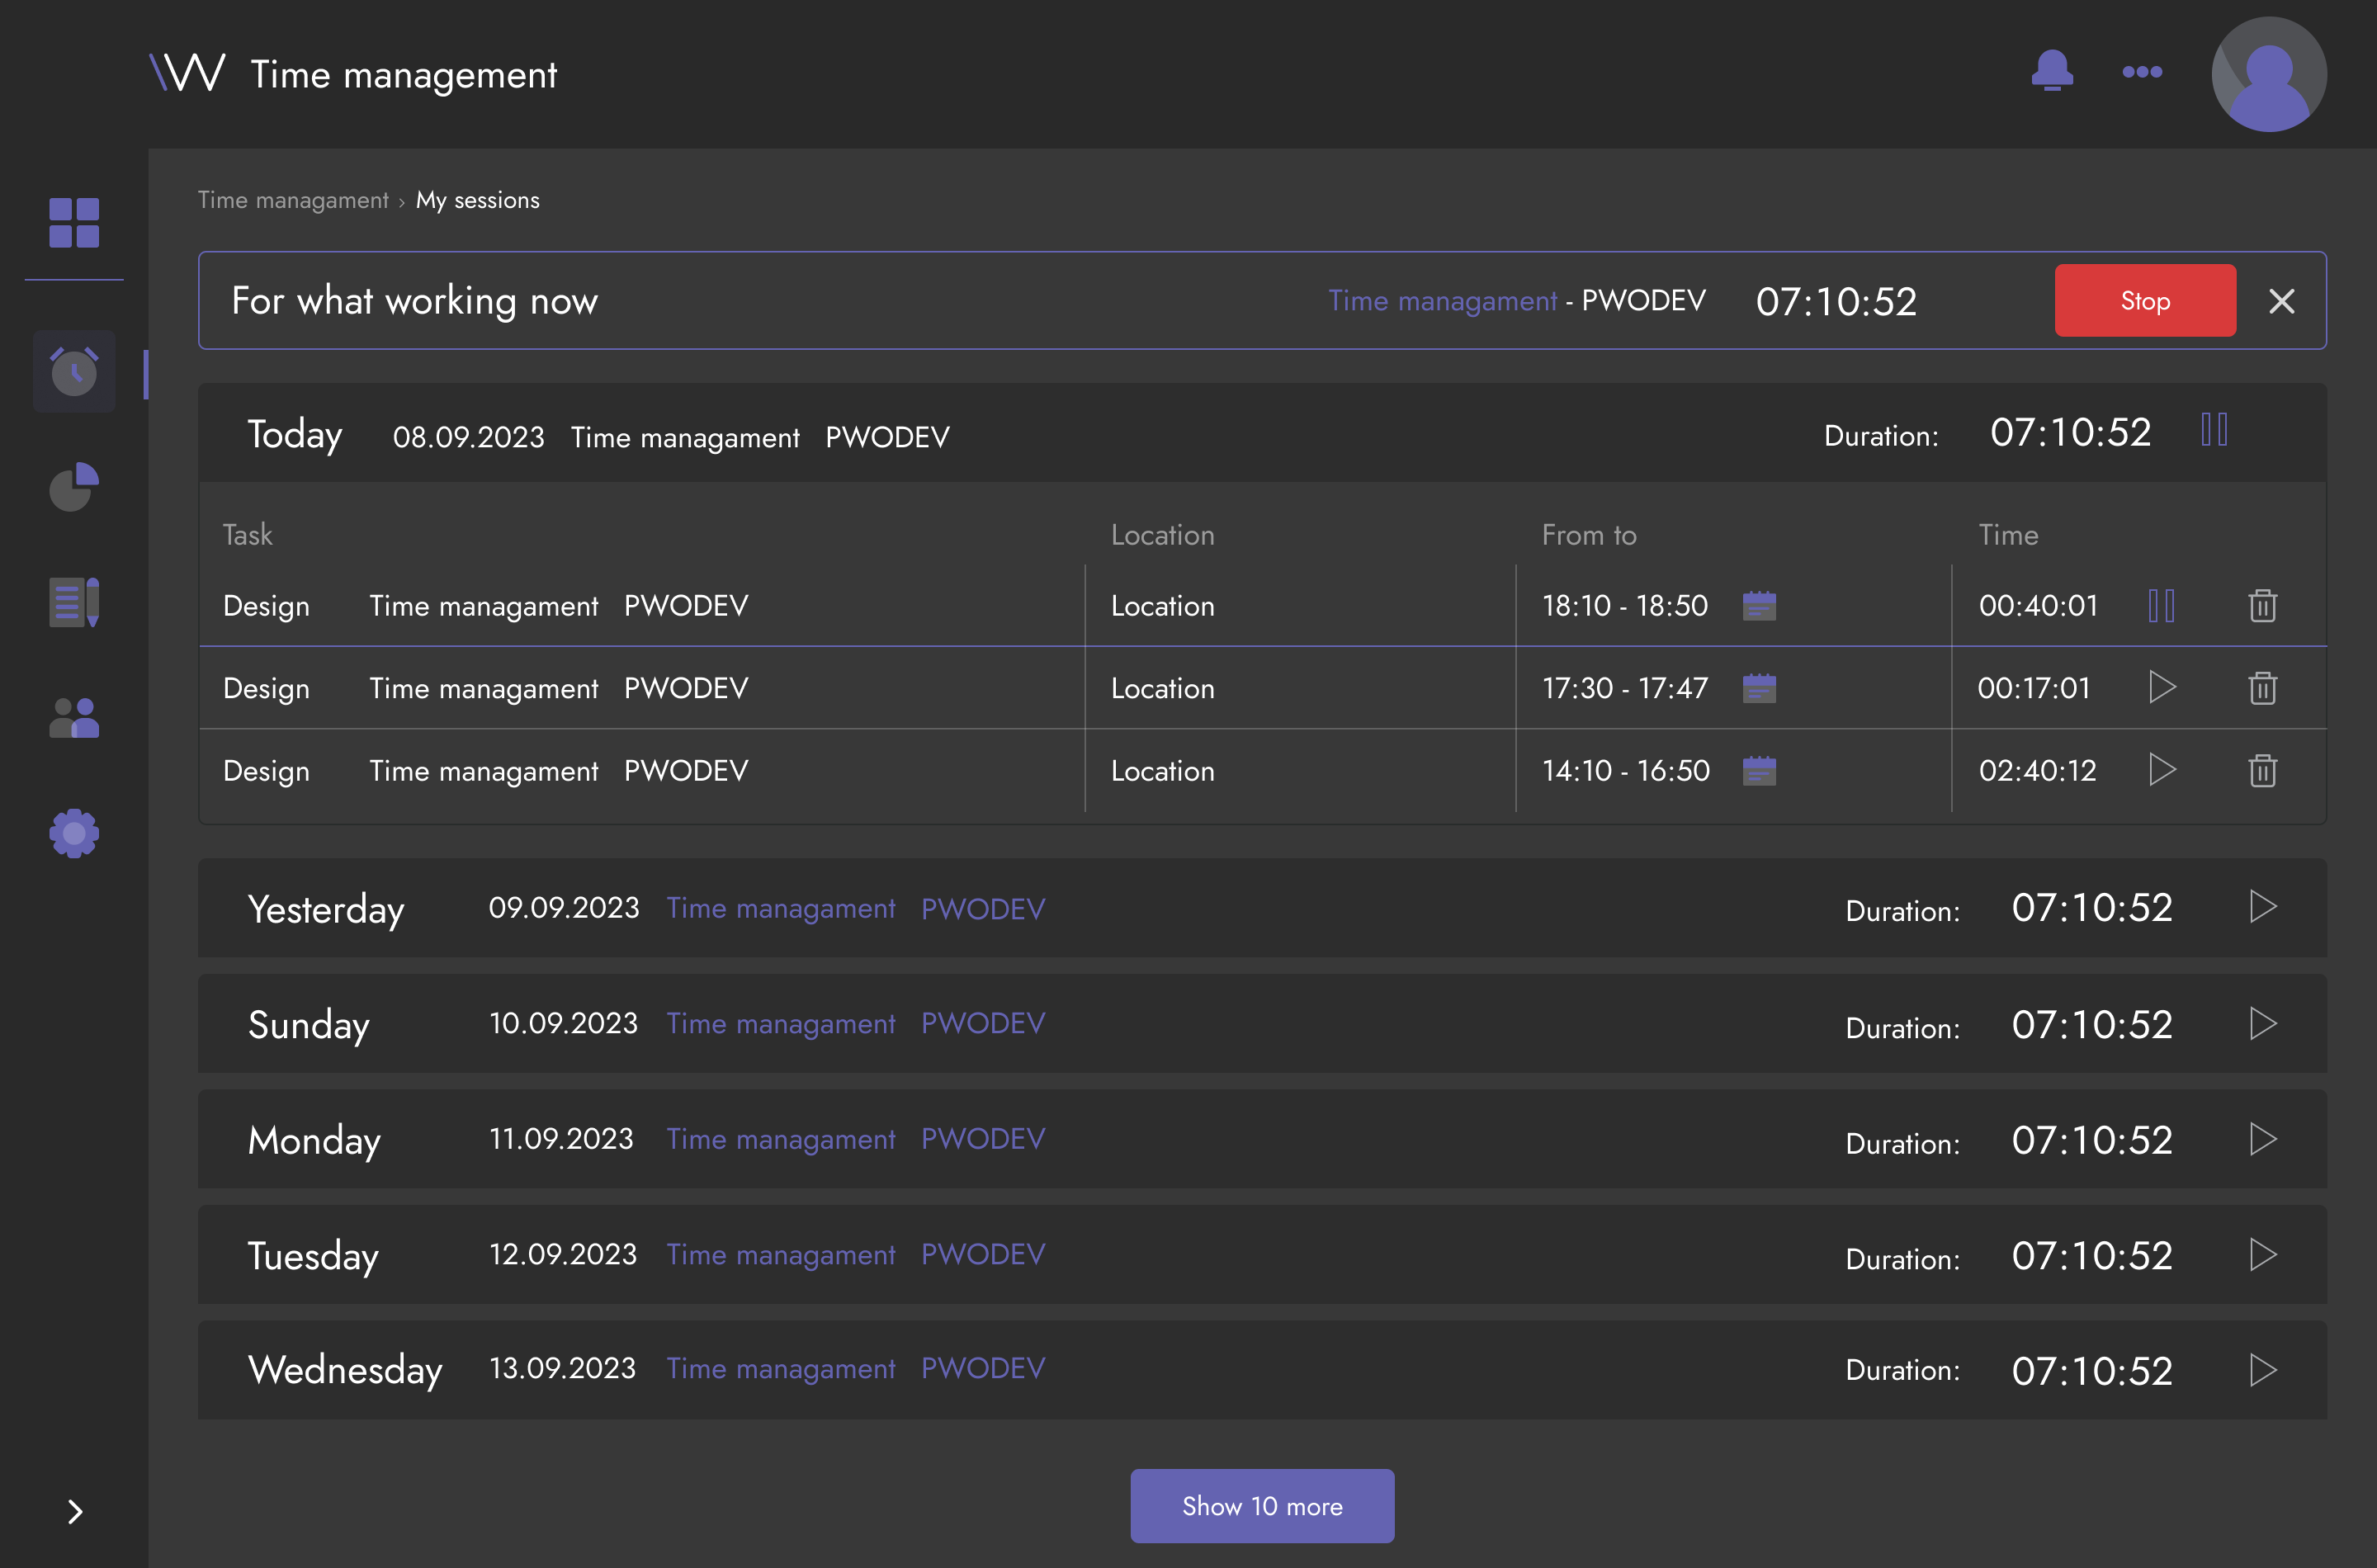 \W Time management
Time managament › My sessions
For what working now Time managament - PWODEV 07:10:52 Stop
Today 08.09.2023 Time managament PWODEV Duration: 07:10:52
Task Location From to Time
Design Time managament PWODEV Location 18:10 - 18:50 00:40:01
Design Time managament PWODEV Location 17:30 - 17:47 00:17:01
Design Time managament PWODEV Location 14:10 - 16:50 02:40:12
Yesterday 09.09.2023 Time managament PWODEV Duration: 07:10:52
Sunday 10.09.2023 Time managament PWODEV Duration: 07:10:52
Monday 11.09.2023 Time managament PWODEV Duration: 07:10:52
Tuesday 12.09.2023 Time managament PWODEV Duration: 07:10:52
Wednesday 13.09.2023 Time managament PWODEV Duration: 07:10:52
Show 10 more